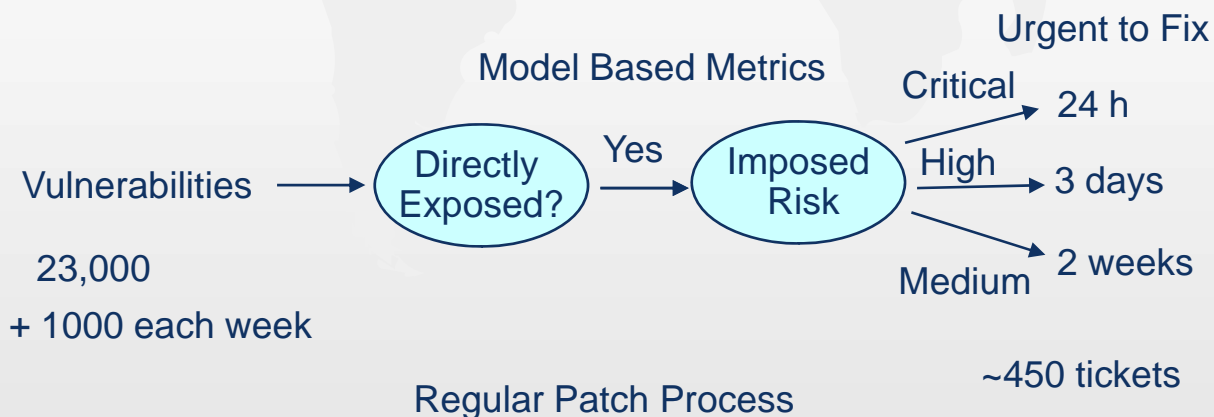 Urgent to Fix
Model Based Metrics
Critical
24 h
Vulnerabilities
Directly
Exposed?
Yes
Imposed
Risk
High
3 days
23,000
Medium
2 weeks
+ 1000 each week
~450 tickets
Regular Patch Process